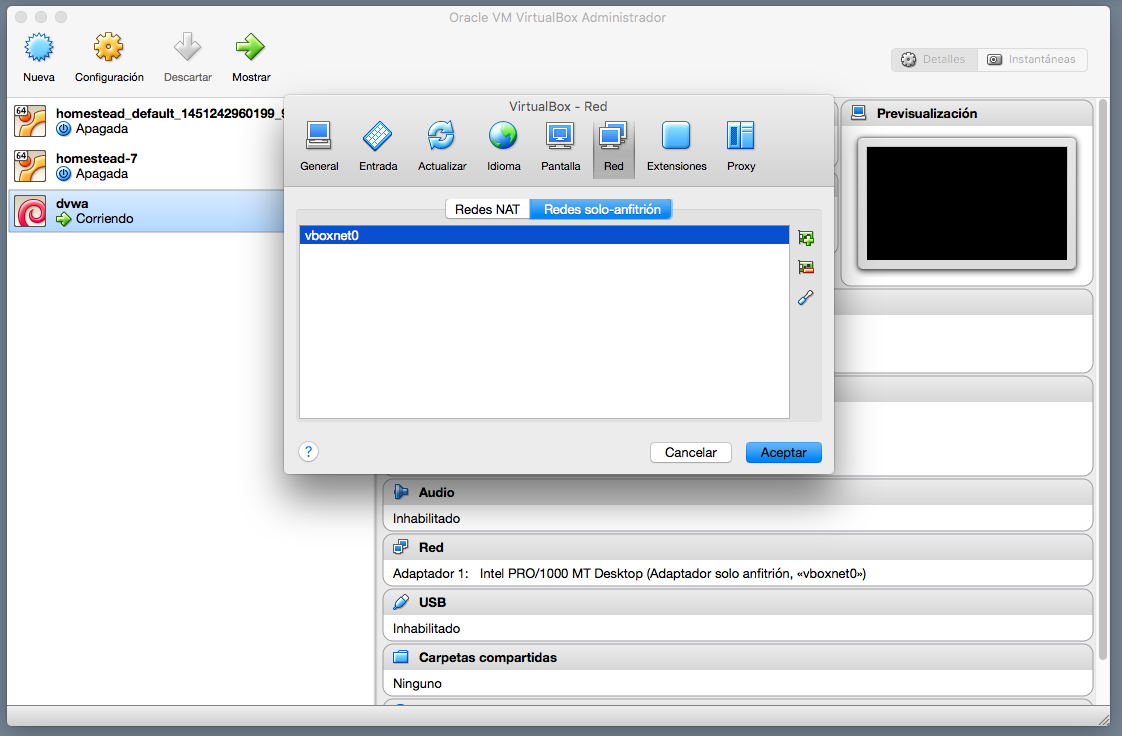 Oracle VM VirtualBox Administrador
Nueva
Configuración
Descartar
Mostrar
Detalles
Instantáneas
64
homestead_default_1451242960199_9
Apagada
64
homestead-7
Apagada
dvwa
Corriendo
VirtualBox - Red
General
Entrada
Actualizar
Idioma
Pantalla
Red
Extensiones
Proxy
Redes NAT
Redes solo-anfitrión
vboxnet0
?
Cancelar
Aceptar
Previsualización
Audio
Inhabilitado
Red
Adaptador 1: Intel PRO/1000 MT Desktop (Adaptador solo anfitrión, «vboxnet0»)
USB
Inhabilitado
Carpetas compartidas
Ninguno